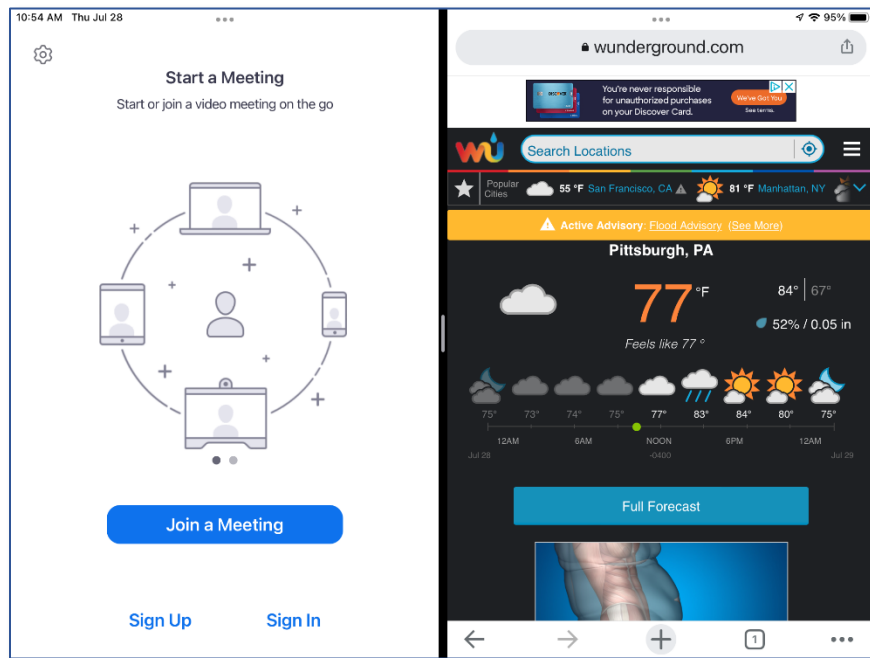 10:54 AM Thu Jul 28
95%
Start a Meeting
Start or join a video meeting on the go
Join a Meeting
Sign Up
Sign In
wunderground.com
DISCOVER
You're never responsible
for unauthorized purchases
on your Discover Card.
We've Got You
See terms.
wu
Search Locations
Popular
Cities
55 °F San Francisco, CA
81 °F Manhattan, NY
Active Advisory: Flood Advisory (See More)
Pittsburgh, PA
77 °F
84° | 67°
52% / 0.05 in
Feels like 77 °
75° 73° 74° 75° 77° 83° 84° 80° 75°
12AM 6AM NOON 6PM 12AM
Jul 28 -0400 Jul 29
Full Forecast
1